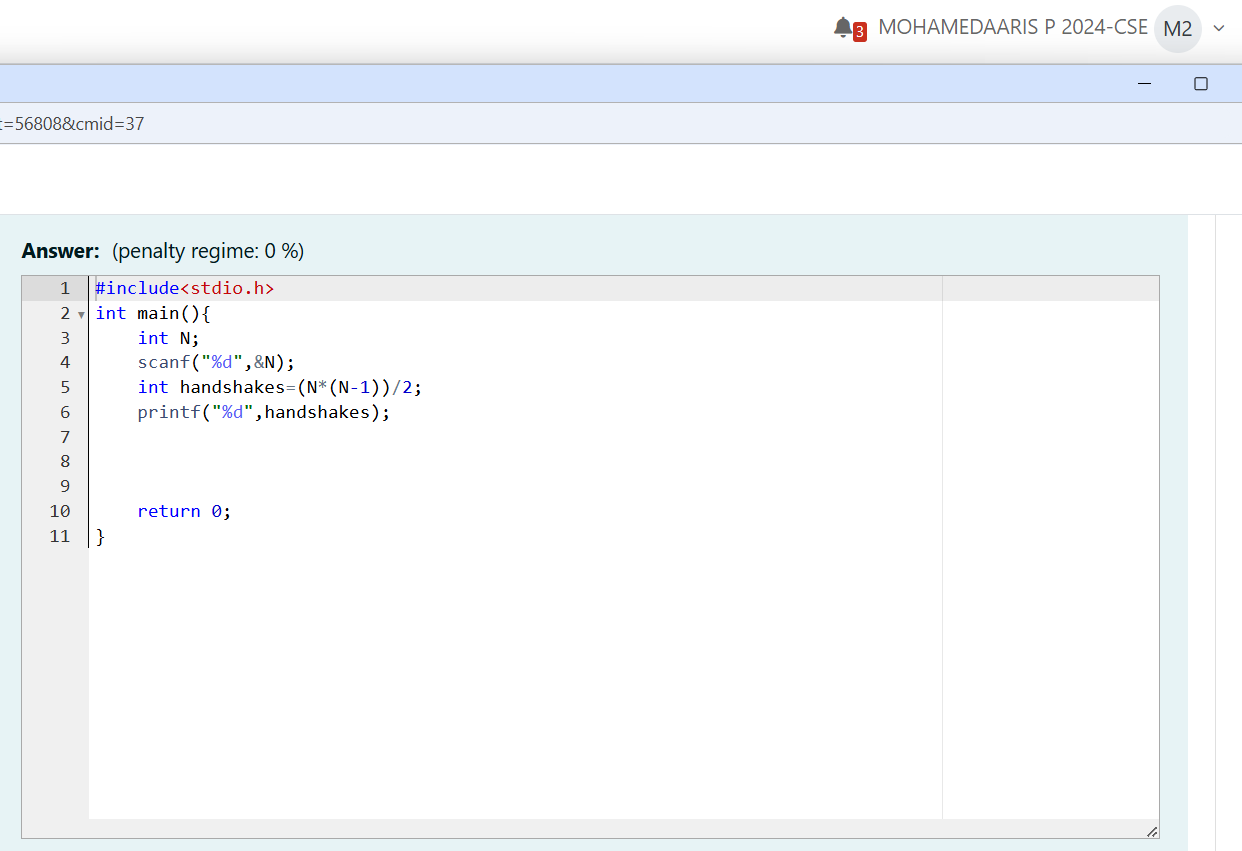 3 MOHAMEDAARIS P 2024-CSE M2
t=56808&cmid=37
Answer: (penalty regime: 0 %)
1 #include<stdio.h>
2 int main(){
3 int N;
4 scanf("%d",&N);
5 int handshakes=(N*(N-1))/2;
6 printf("%d",handshakes);
7
8
9
10 return 0;
11 }